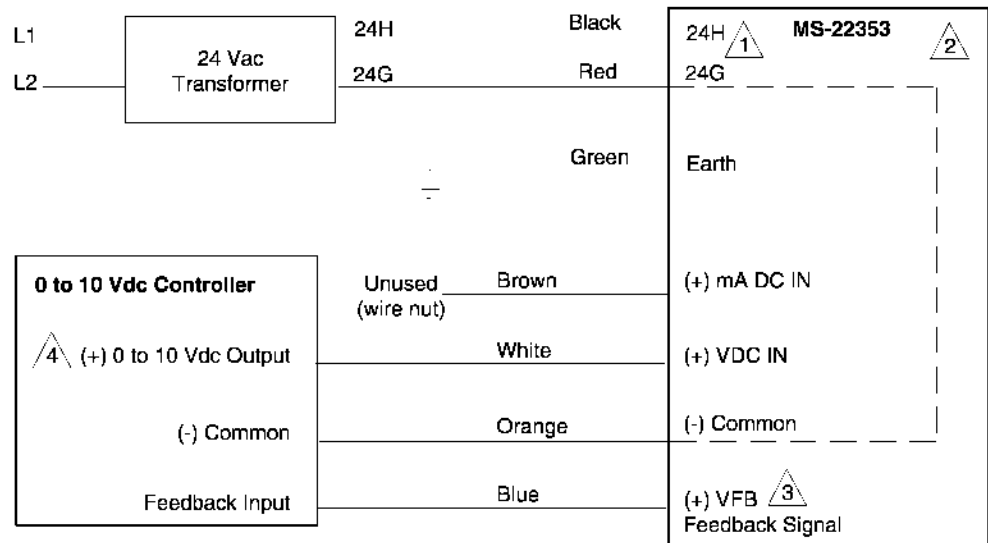 L1
24 Vac
Transformer
L2
24H
Black
24H
1
MS-22353
2
24G
Red
24G
Green
Earth
0 to 10 Vdc Controller
Unused
(wire nut)
Brown
(+) mA DC IN
4
(+) 0 to 10 Vdc Output
White
(+) VDC IN
(-) Common
Orange
(-) Common
Feedback Input
Blue
(+) VFB
3
Feedback Signal